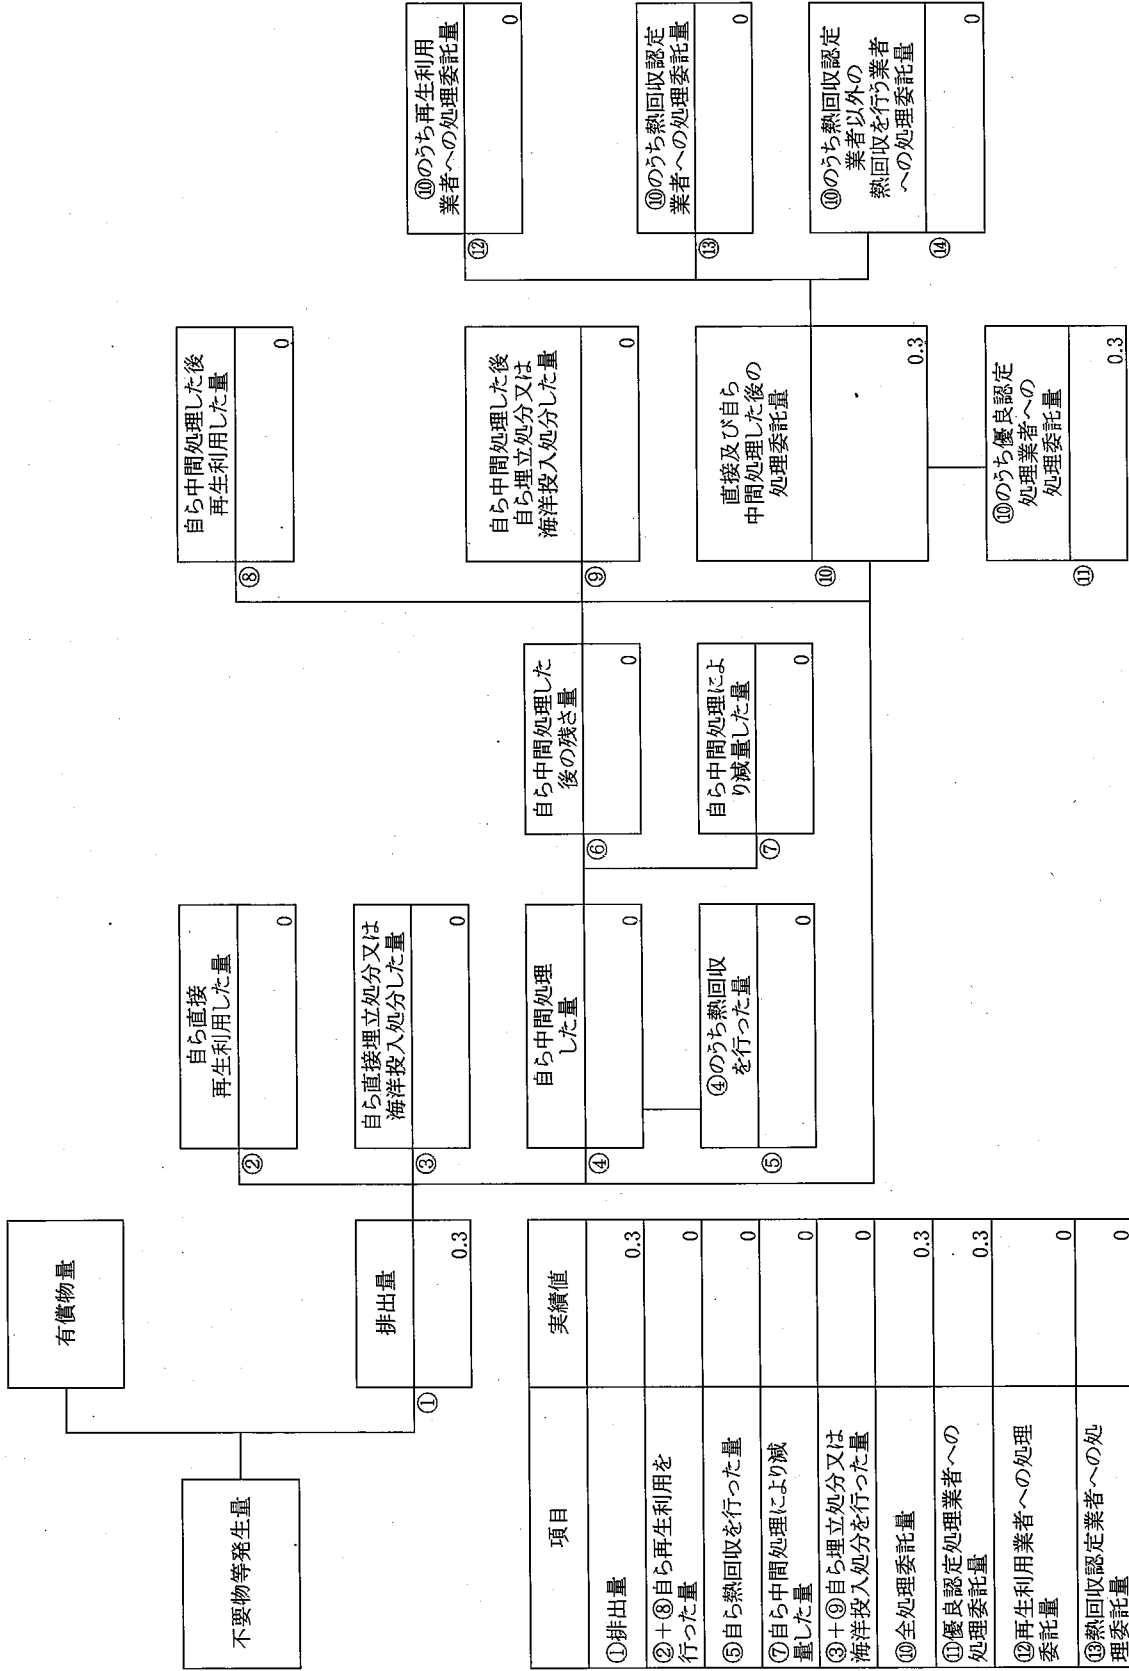 不要物等発生量
有償物量
排出量
①
0.3
自ら直接
再生利用した量
②
0
自ら直接埋立処分又は
海洋投入処分した量
③
0
自ら中間処理
した量
④
0
④のうち熱回収
を行った量
⑤
0
自ら中間処理した
後の残さ量
⑥
0
自ら中間処理によ
り減量した量
⑦
0
自ら中間処理した後
再生利用した量
⑧
0
自ら中間処理した後
自ら埋立処分又は
海洋投入処分した量
⑨
0
直接及び自ら
中間処理した後の
処理委託量
⑩
0.3
⑩のうち優良認定
処理業者への
処理委託量
⑪
0.3
⑩のうち再生利用
業者への処理委託量
⑫
0
⑩のうち熱回収認定
業者への処理委託量
⑬
0
⑩のうち熱回収認定
業者以外の
熱回収を行う業者
への処理委託量
⑭
0
項目 実績値
①排出量 0.3
②+⑧自ら再生利用を
行った量 0
⑤自ら熱回収を行った量 0
⑦自ら中間処理により減
量した量 0
③+⑨自ら埋立処分又は
海洋投入処分を行った量 0
⑩全処理委託量 0.3
⑪優良認定処理業者への
処理委託量 0.3
⑫再生利用業者への処理
委託量 0
⑬熱回収認定業者への処
理委託量 0